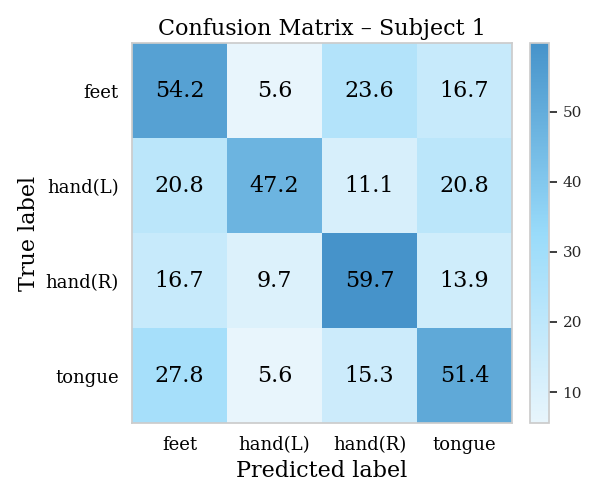 Confusion Matrix – Subject 1
feet 54.2 5.6 23.6 16.7
hand(L) 20.8 47.2 11.1 20.8
hand(R) 16.7 9.7 59.7 13.9
tongue 27.8 5.6 15.3 51.4
feet hand(L) hand(R) tongue
Predicted label
True label
50
40
30
20
10